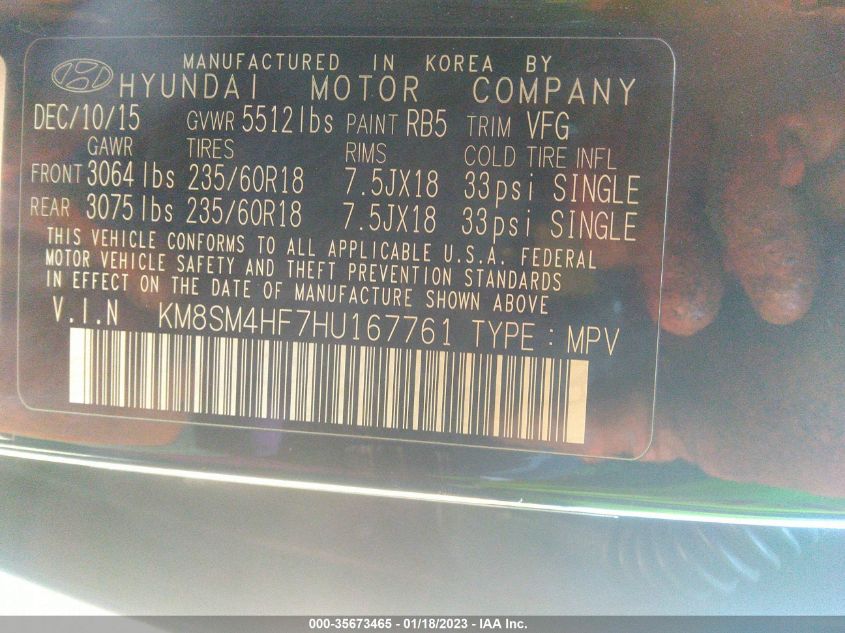 MANUFACTURED IN KOREA BY
HYUNDAI MOTOR COMPANY
DEC/10/15 GVWR 5512lbs PAINT RB5 TRIM VFG
GAWR TIRES RIMS COLD TIRE INFL
FRONT 3064lbs 235/60R18 7.5JX18 33psi SINGLE
REAR 3075lbs 235/60R18 7.5JX18 33psi SINGLE
THIS VEHICLE CONFORMS TO ALL APPLICABLE U.S.A. FEDERAL
MOTOR VEHICLE SAFETY AND THEFT PREVENTION STANDARDS
IN EFFECT ON THE DATE OF MANUFACTURE SHOWN ABOVE
V.I.N KM8SM4HF7HU167761 TYPE : MPV
000-35673465 - 01/18/2023 - IAA Inc.